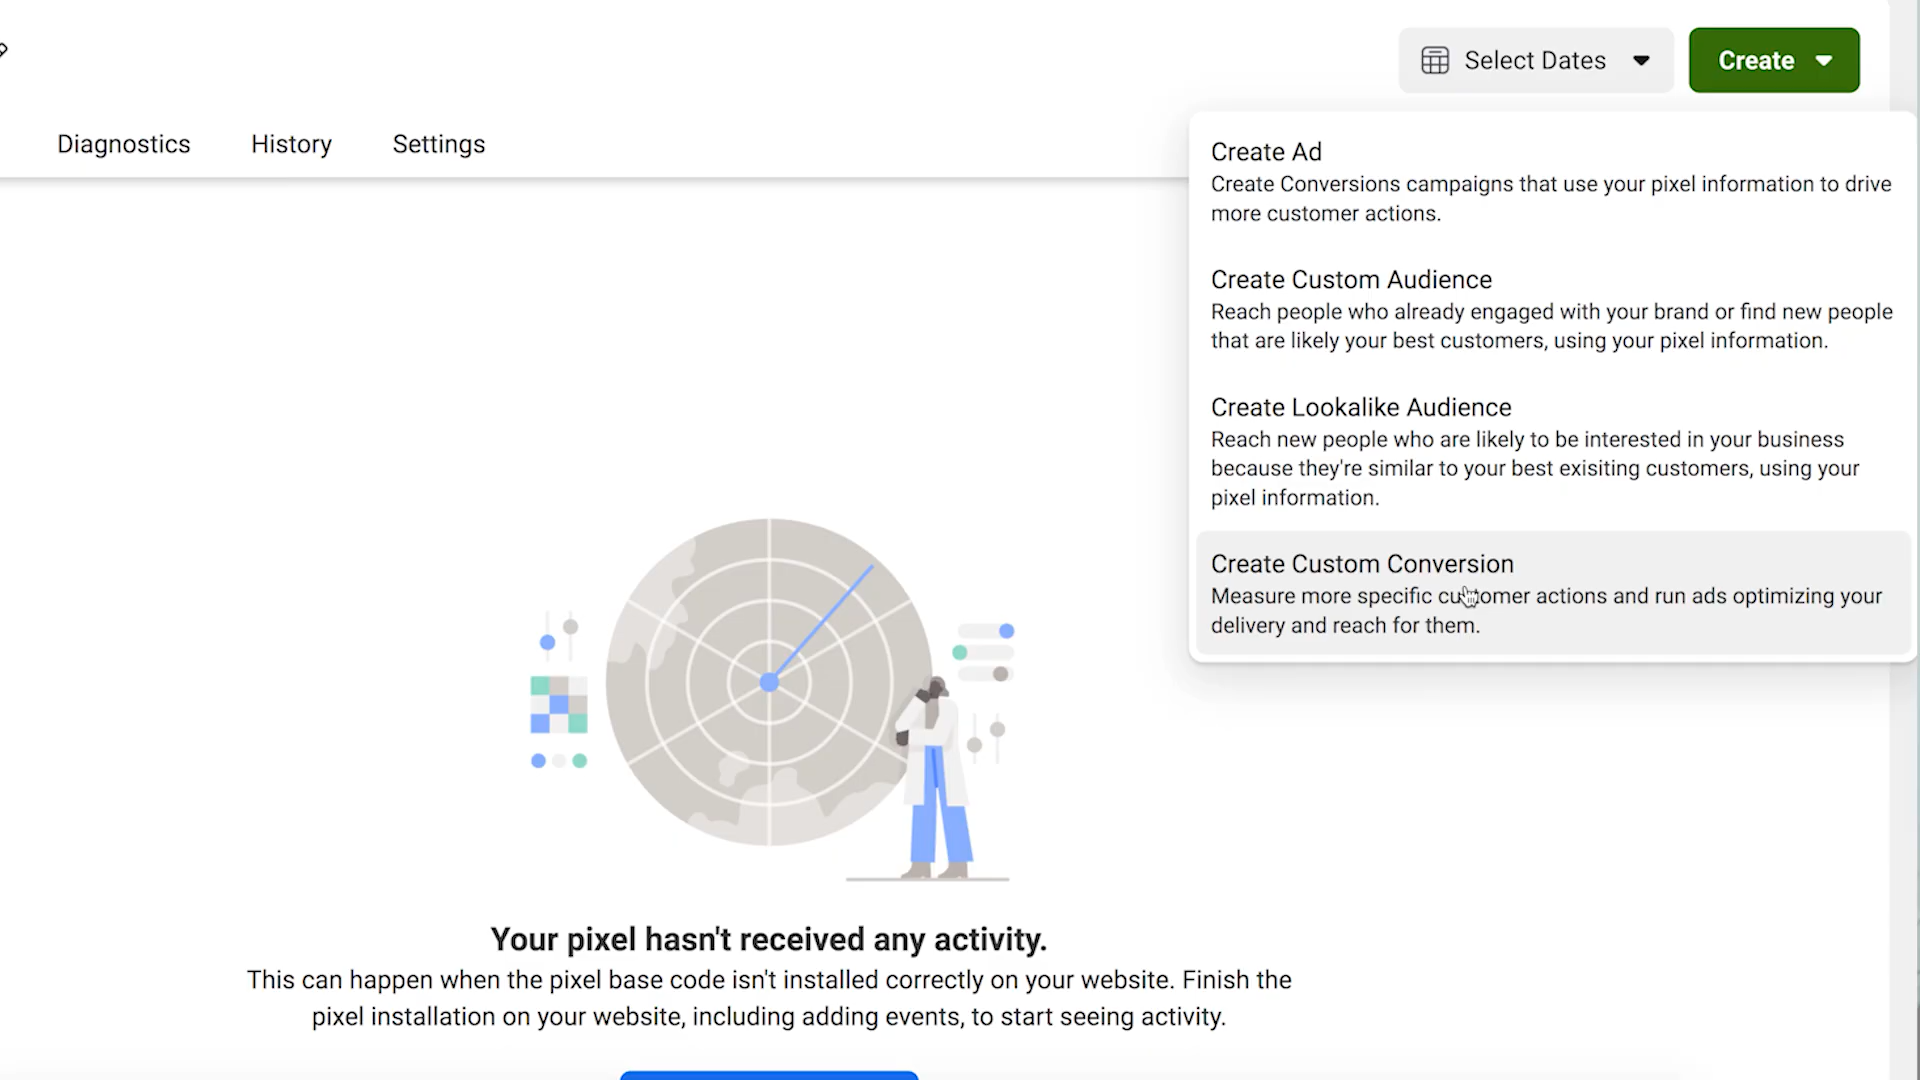 Select Dates
Create
Diagnostics
History
Settings
Create Ad
Create Conversions campaigns that use your pixel information to drive
more customer actions.
Create Custom Audience
Reach people who already engaged with your brand or find new people
that are likely your best customers, using your pixel information.
Create Lookalike Audience
Reach new people who are likely to be interested in your business
because they're similar to your best exisiting customers, using your
pixel information.
Create Custom Conversion
Measure more specific customer actions and run ads optimizing your
delivery and reach for them.
Your pixel hasn't received any activity.
This can happen when the pixel base code isn't installed correctly on your website. Finish the
pixel installation on your website, including adding events, to start seeing activity.